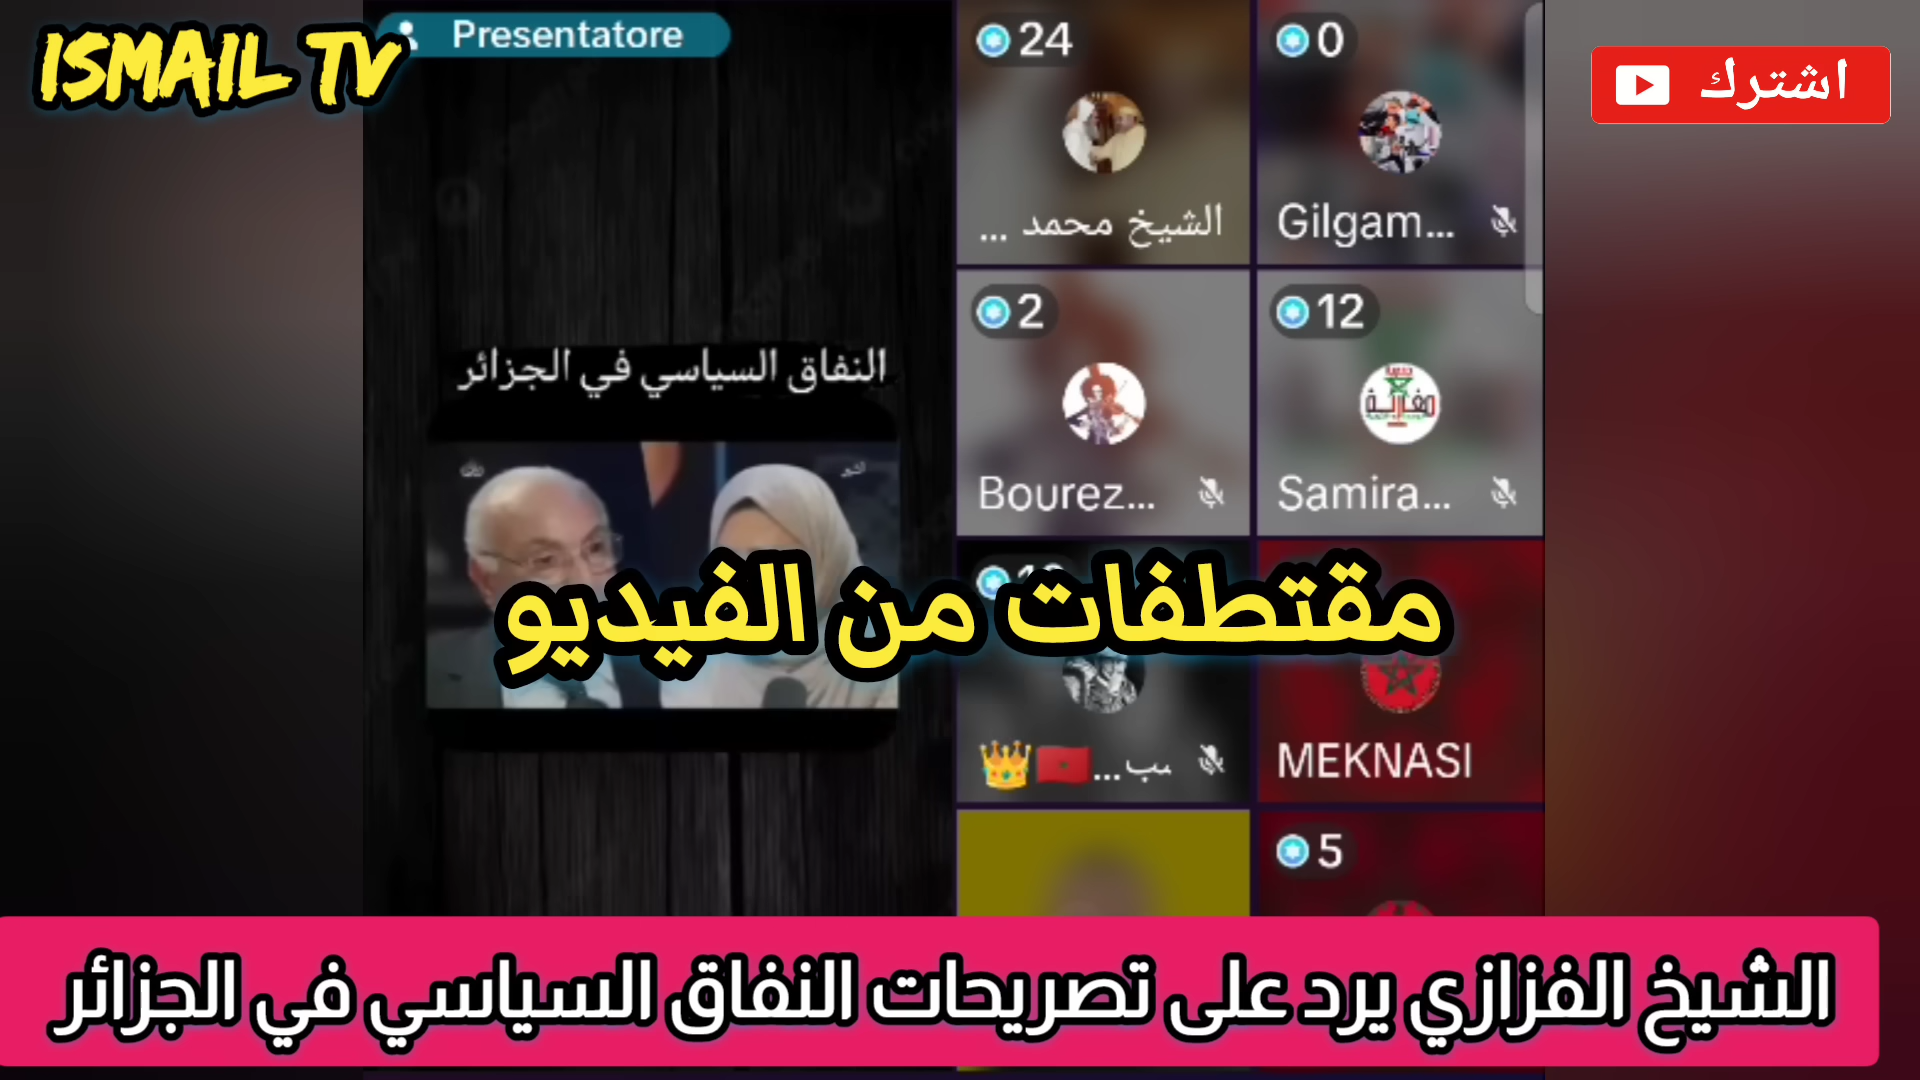 ISMAIL TV
Presentatore
24
0
اشترك
الشيخ محمد ...
Gilgam...
2
12
النفاق السياسي في الجزائر
مغاربة
Bourez...
Samira...
مقتطفات من الفيديو
MEKNASI
5
الشيخ الفزازي يرد على تصريحات النفاق السياسي في الجزائر